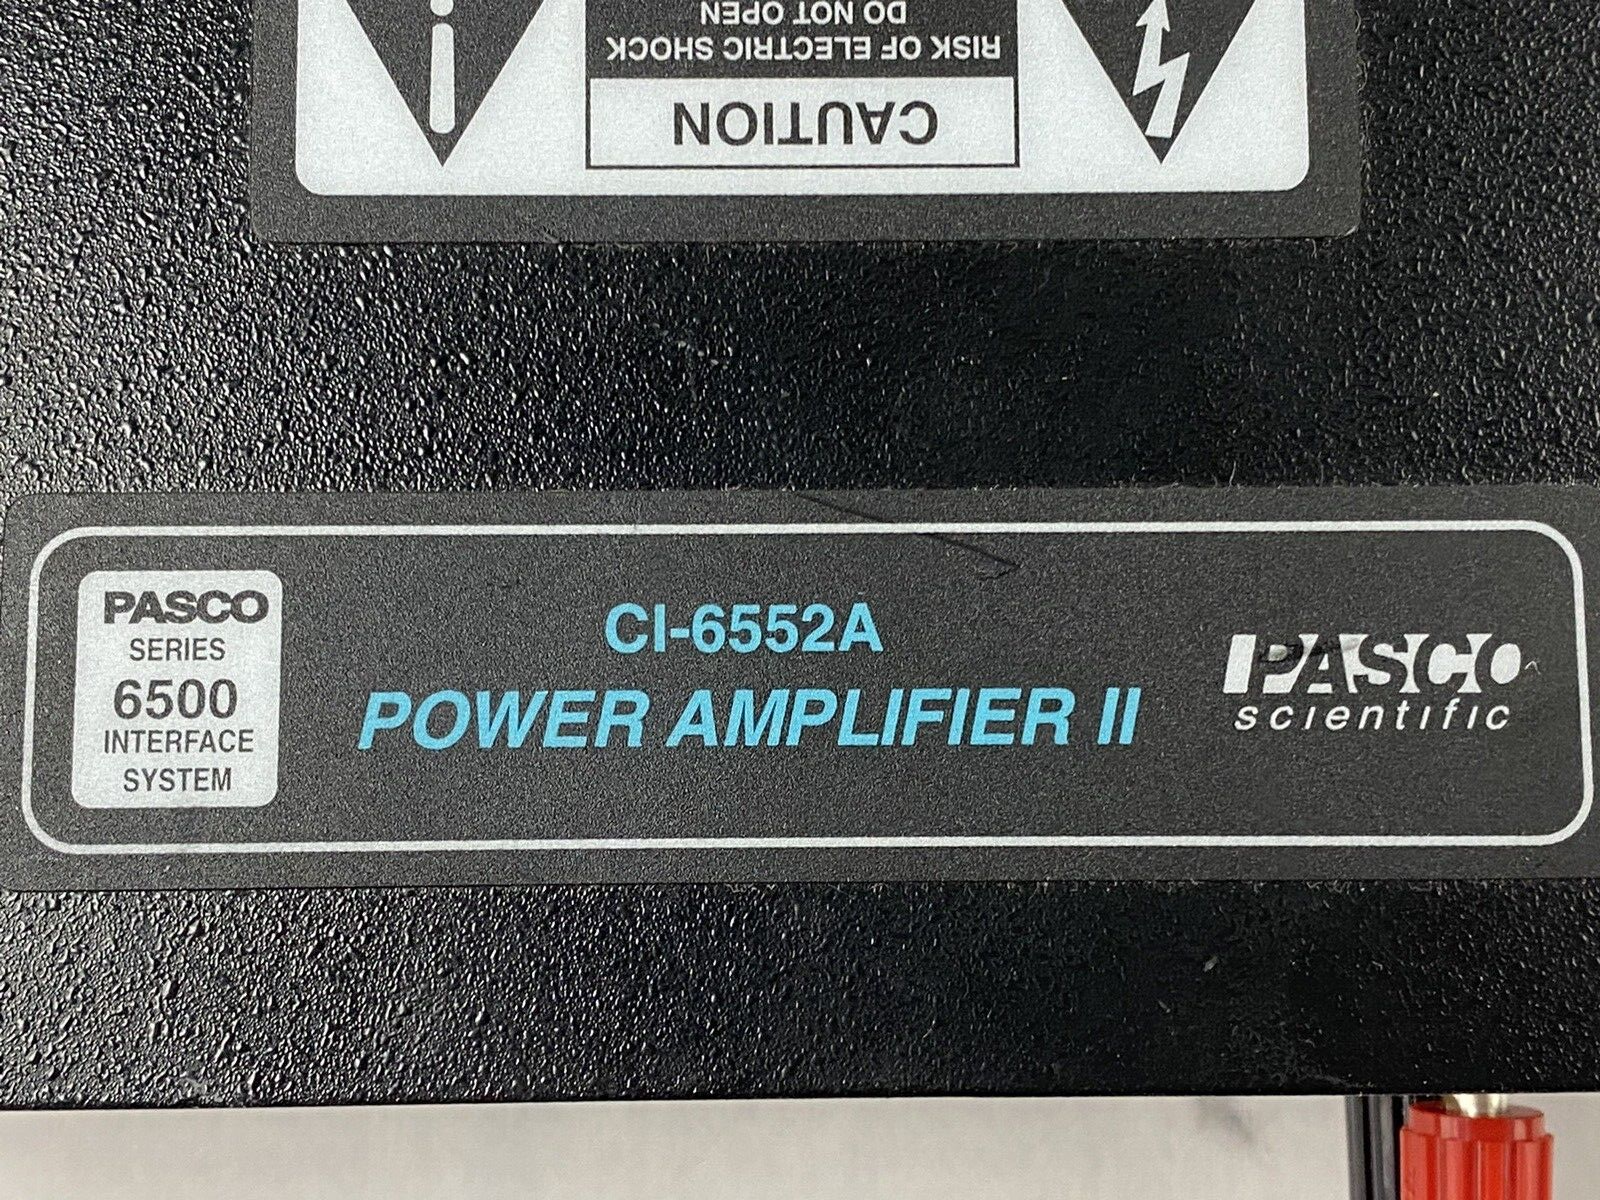 CAUTION
RISK OF ELECTRIC SHOCK
DO NOT OPEN
PASCO
SERIES
6500
INTERFACE
SYSTEM
CI-6552A
POWER AMPLIFIER II
PASCO
scientific